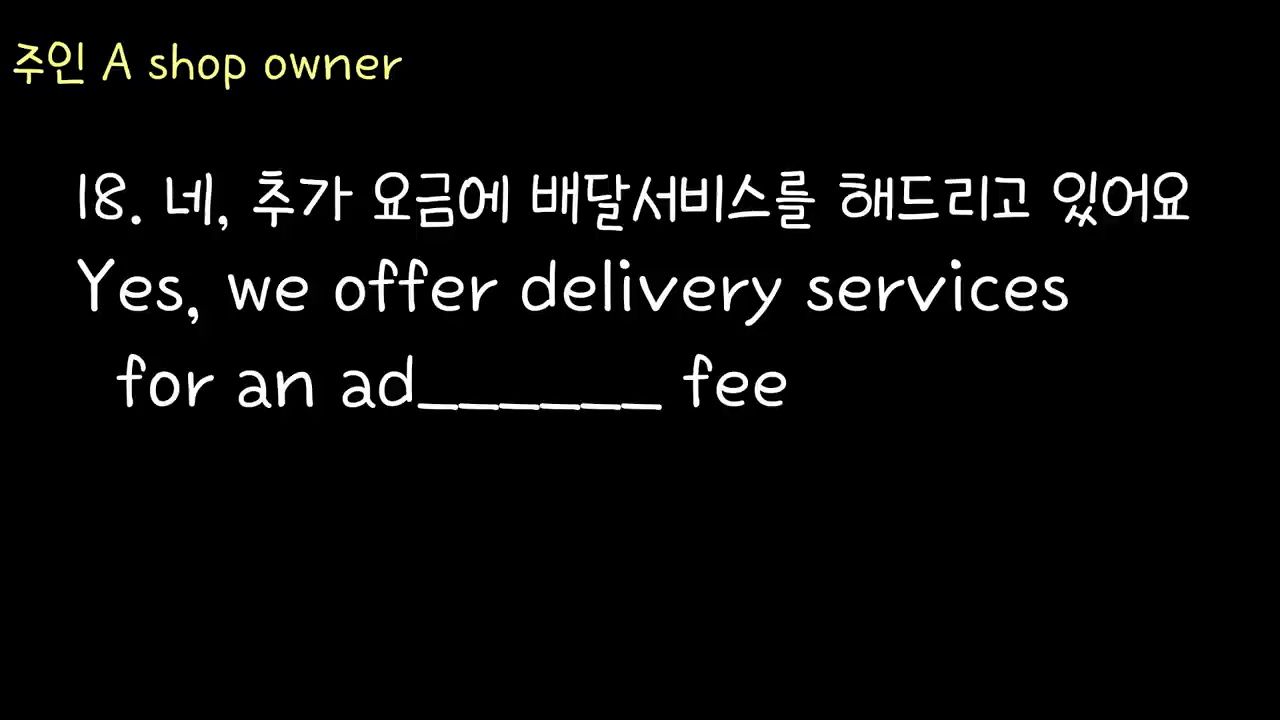 주인 A shop owner
18. 네, 추가 요금에 배달서비스를 해드리고 있어요
Yes, we offer delivery services
for an ad______ fee